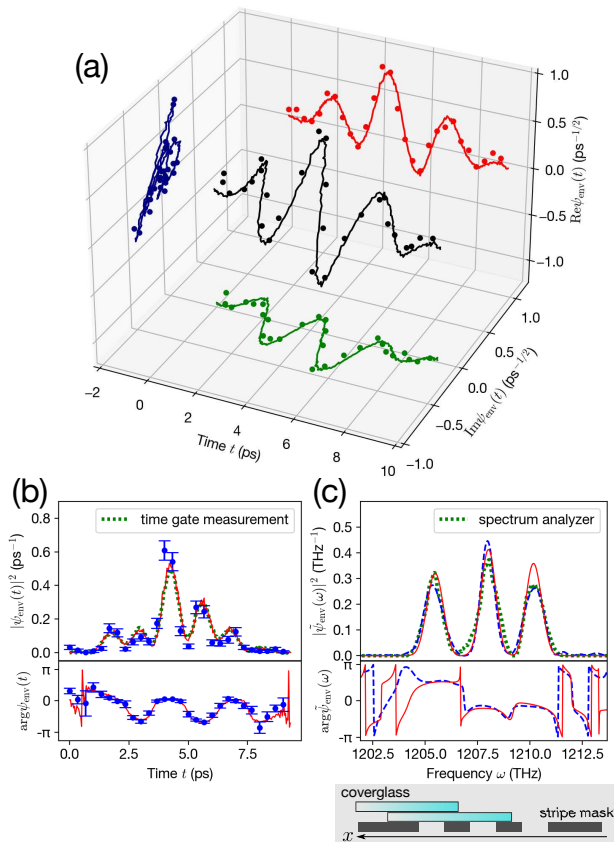 (a)
1.0
0.5
0.0
−0.5
−1.0
Reψenv(t) (ps−1/2)
1.0
0.5
0.0
−0.5
−1.0
Imψenv(t) (ps−1/2)
−2
0
2
4
6
8
10
Time t (ps)
(b)
time gate measurement
0.8
0.6
0.4
0.2
0.0
|ψenv(t)|² (ps−1)
π
0
-π
argψenv(t)
0.0
2.5
5.0
7.5
Time t (ps)
(c)
spectrum analyzer
0.5
0.4
0.3
0.2
0.1
0.0
|ψ̃env(ω)|² (THz−1)
π
0
-π
argψ̃env(ω)
1202.5
1205.0
1207.5
1210.0
1212.5
Frequency ω (THz)
coverglass
stripe mask
x